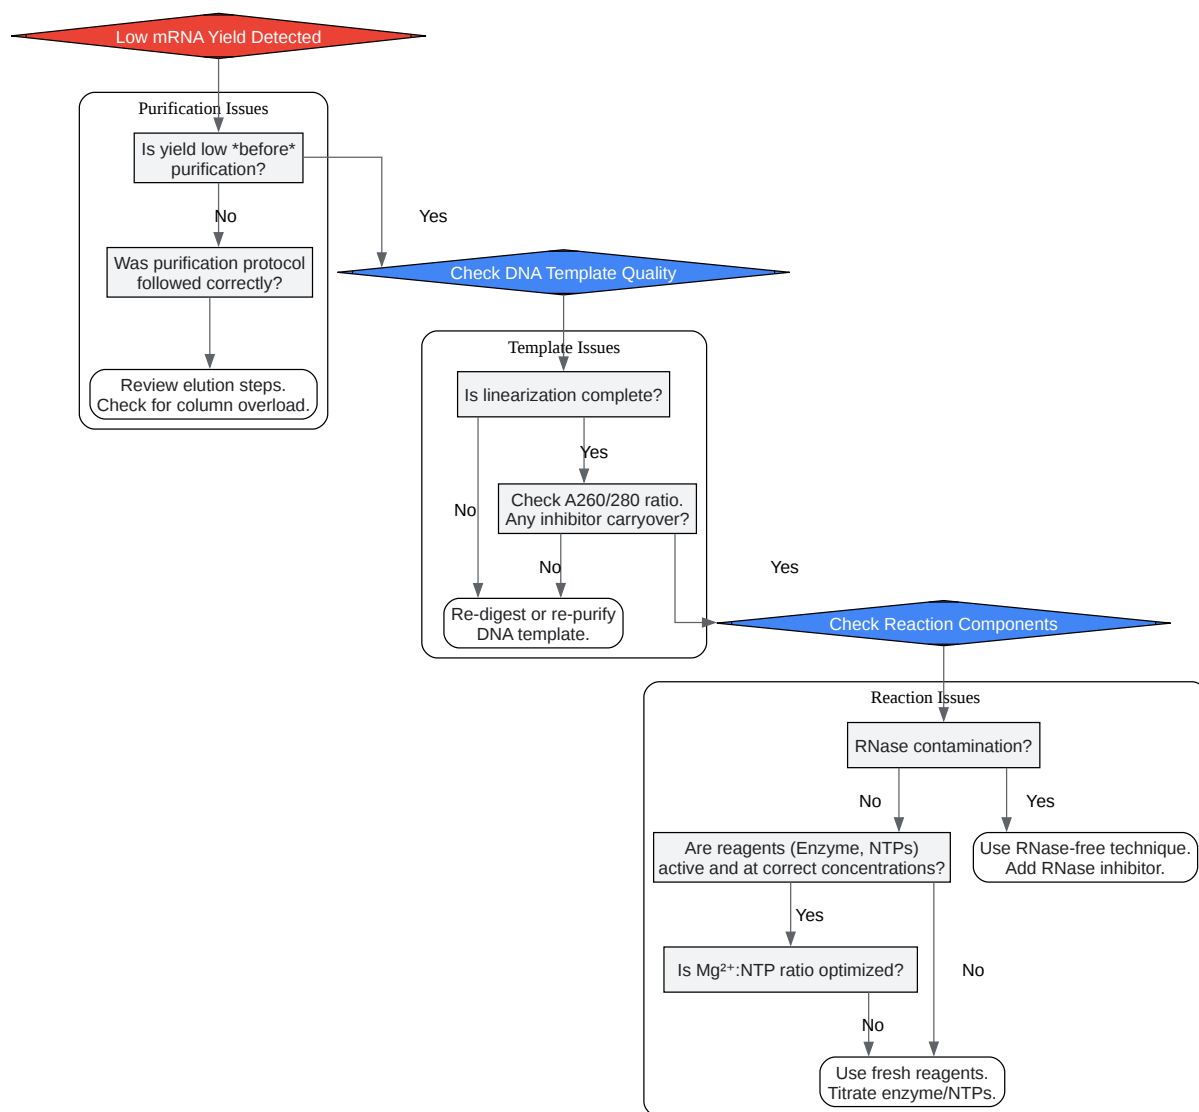 Low mRNA Yield Detected
Purification Issues
Is yield low *before*
purification?
No
Yes
Was purification protocol
followed correctly?
Check DNA Template Quality
Template Issues
Review elution steps.
Check for column overload.
Is linearization complete?
Yes
No
Check A260/280 ratio.
Any inhibitor carryover?
No
Yes
Re-digest or re-purify
DNA template.
Check Reaction Components
Reaction Issues
RNase contamination?
No
Yes
Are reagents (Enzyme, NTPs)
active and at correct concentrations?
Use RNase-free technique.
Add RNase inhibitor.
Yes
Is Mg²⁺:NTP ratio optimized?
No
No
Use fresh reagents.
Titrate enzyme/NTPs.